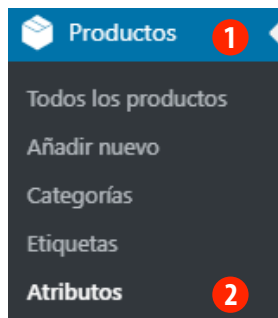 Productos 1
Todos los productos
Añadir nuevo
Categorías
Etiquetas
Atributos 2